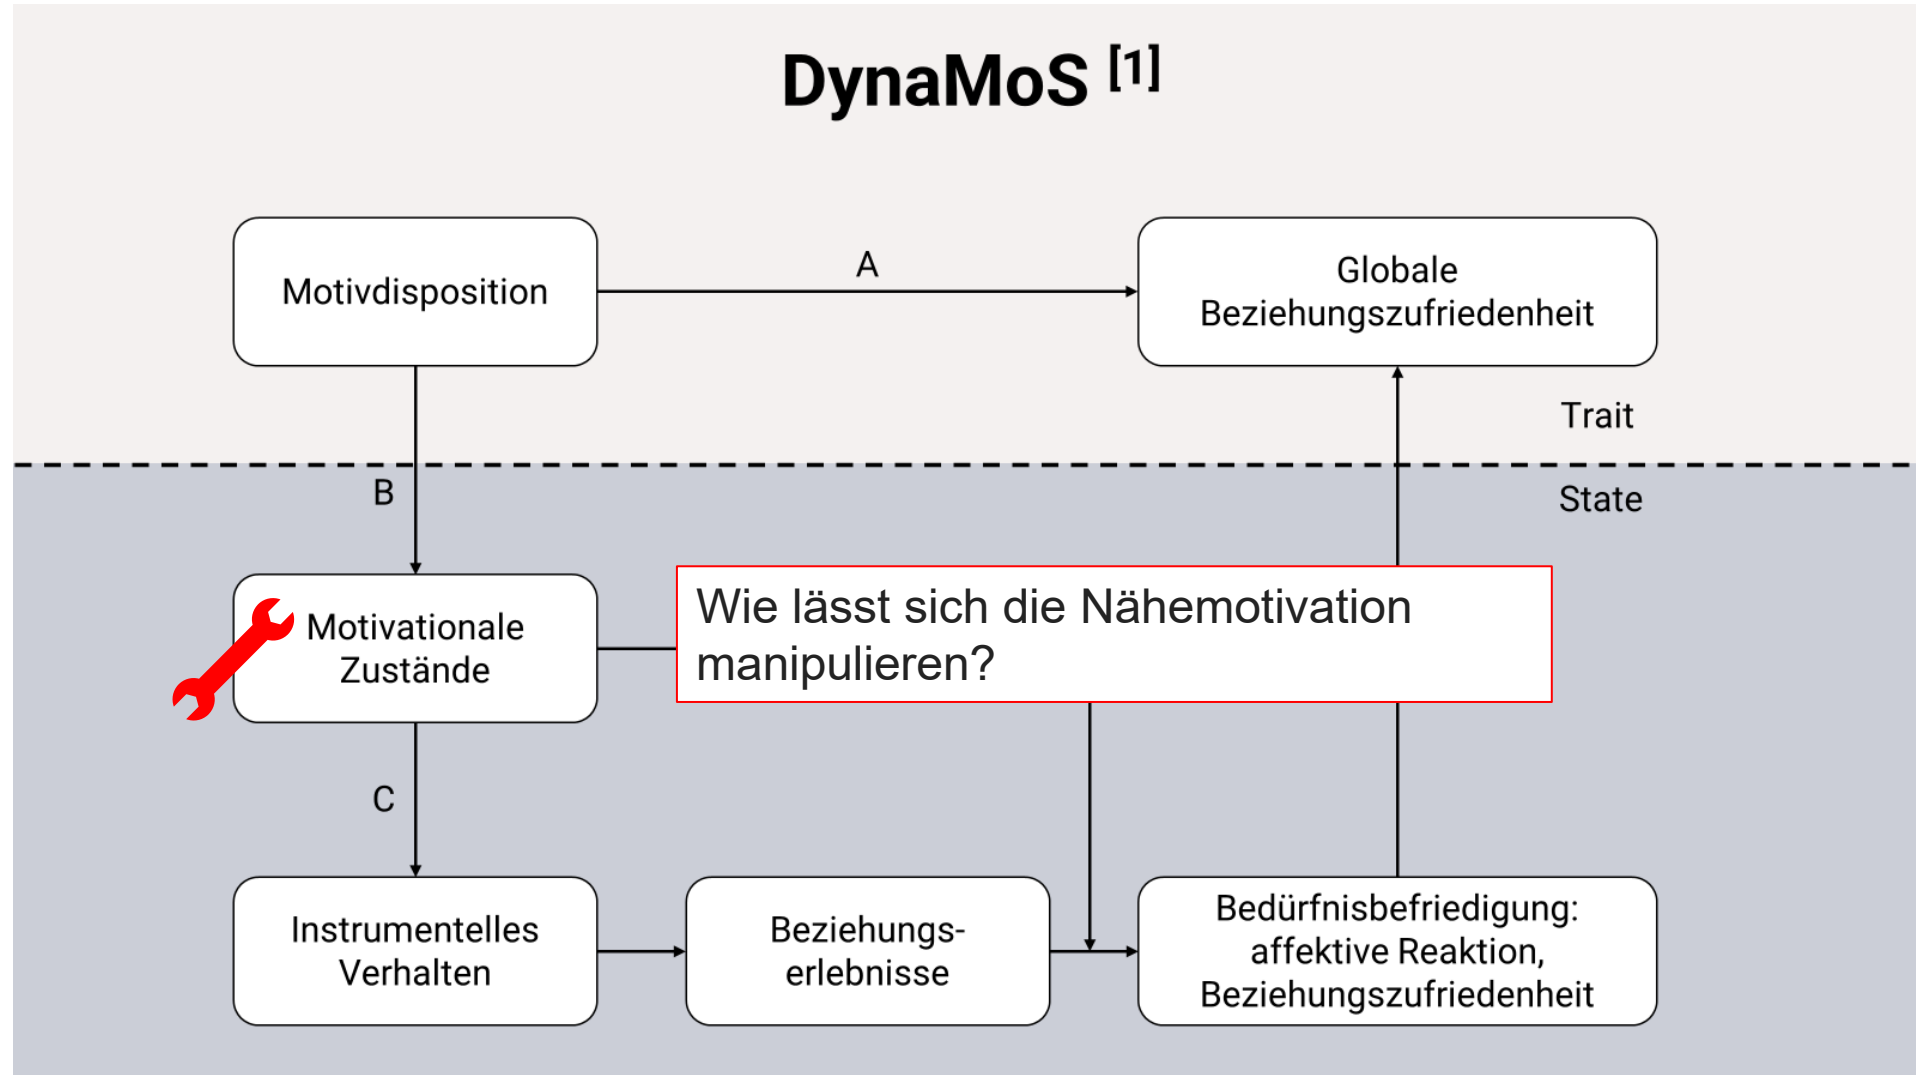 DynaMoS [1]
Motivdisposition
A
Globale
Beziehungszufriedenheit
Trait
B
State
Motivationale
Zustände
Wie lässt sich die Nähemotivation
manipulieren?
C
Instrumentelles
Verhalten
Beziehungs-
erlebnisse
Bedürfnisbefriedigung:
affektive Reaktion,
Beziehungszufriedenheit